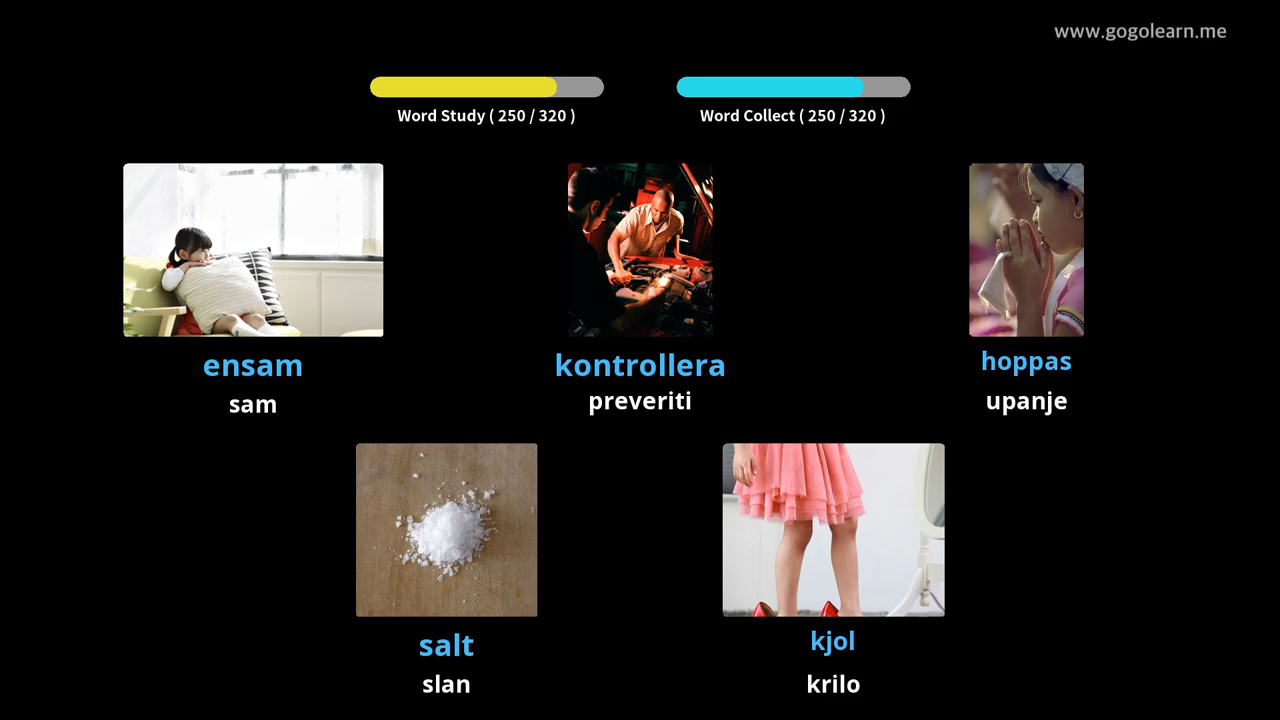 www.gogolearn.me
Word Study ( 250 / 320 )
Word Collect ( 250 / 320 )
ensam
sam
kontrollera
preveriti
hoppas
upanje
salt
slan
kjol
krilo